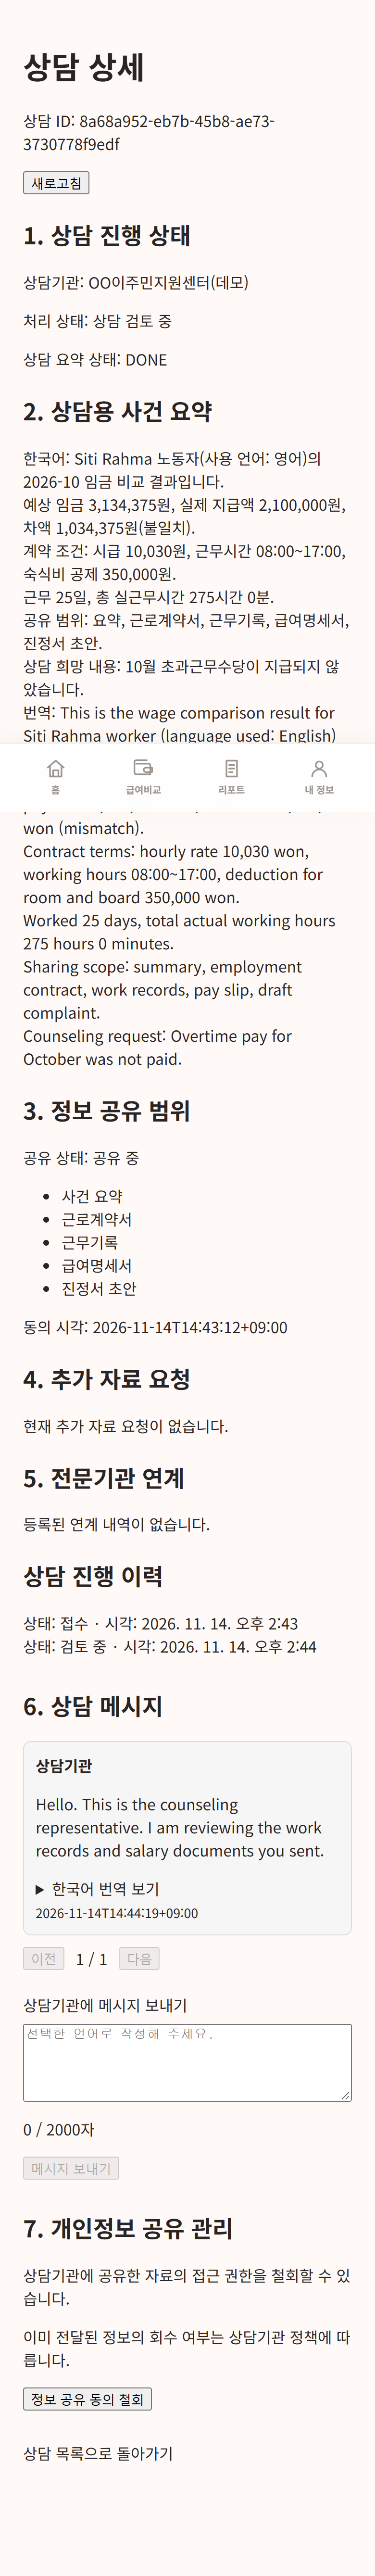 상담 상세
상담 ID: 8a68a952-eb7b-45b8-ae73-
3730778f9edf
새로고침
1. 상담 진행 상태
상담기관: OO이주민지원센터(데모)
처리 상태: 상담 검토 중
상담 요약 상태: DONE
2. 상담용 사건 요약
한국어: Siti Rahma 노동자(사용 언어: 영어)의
2026-10 임금 비교 결과입니다.
예상 임금 3,134,375원, 실제 지급액 2,100,000원,
차액 1,034,375원(불일치).
계약 조건: 시급 10,030원, 근무시간 08:00~17:00,
숙식비 공제 350,000원.
근무 25일, 총 실근무시간 275시간 0분.
공유 범위: 요약, 근로계약서, 근무기록, 급여명세서,
진정서 초안.
상담 희망 내용: 10월 초과근무수당이 지급되지 않
았습니다.
번역: This is the wage comparison result for
Siti Rahma worker (language used: English)
홈
급여비교
리포트
내 정보
won (mismatch).
Contract terms: hourly rate 10,030 won,
working hours 08:00~17:00, deduction for
room and board 350,000 won.
Worked 25 days, total actual working hours
275 hours 0 minutes.
Sharing scope: summary, employment
contract, work records, pay slip, draft
complaint.
Counseling request: Overtime pay for
October was not paid.
3. 정보 공유 범위
공유 상태: 공유 중
• 사건 요약
• 근로계약서
• 근무기록
• 급여명세서
• 진정서 초안
동의 시각: 2026-11-14T14:43:12+09:00
4. 추가 자료 요청
현재 추가 자료 요청이 없습니다.
5. 전문기관 연계
등록된 연계 내역이 없습니다.
상담 진행 이력
상태: 접수 · 시각: 2026. 11. 14. 오후 2:43
상태: 검토 중 · 시각: 2026. 11. 14. 오후 2:44
6. 상담 메시지
상담기관
Hello. This is the counseling
representative. I am reviewing the work
records and salary documents you sent.
▶ 한국어 번역 보기
2026-11-14T14:44:19+09:00
이전 1 / 1 다음
상담기관에 메시지 보내기
선택한 언어로 작성해 주세요.
0 / 2000자
메시지 보내기
7. 개인정보 공유 관리
상담기관에 공유한 자료의 접근 권한을 철회할 수 있
습니다.
이미 전달된 정보의 회수 여부는 상담기관 정책에 따
릅니다.
정보 공유 동의 철회
상담 목록으로 돌아가기